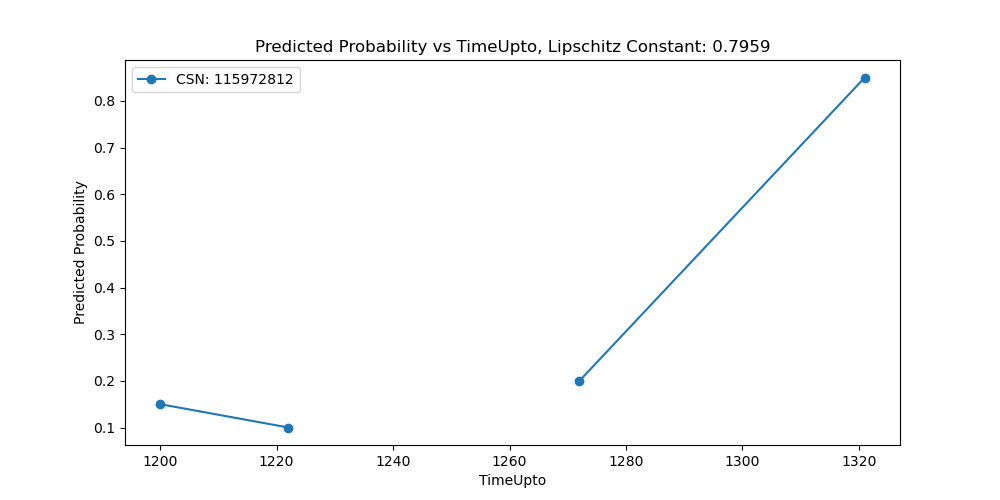 Predicted Probability vs TimeUpto, Lipschitz Constant: 0.7959
CSN: 115972812
Predicted Probability
0.8
0.7
0.6
0.5
0.4
0.3
0.2
0.1
1200 1220 1240 1260 1280 1300 1320
TimeUpto